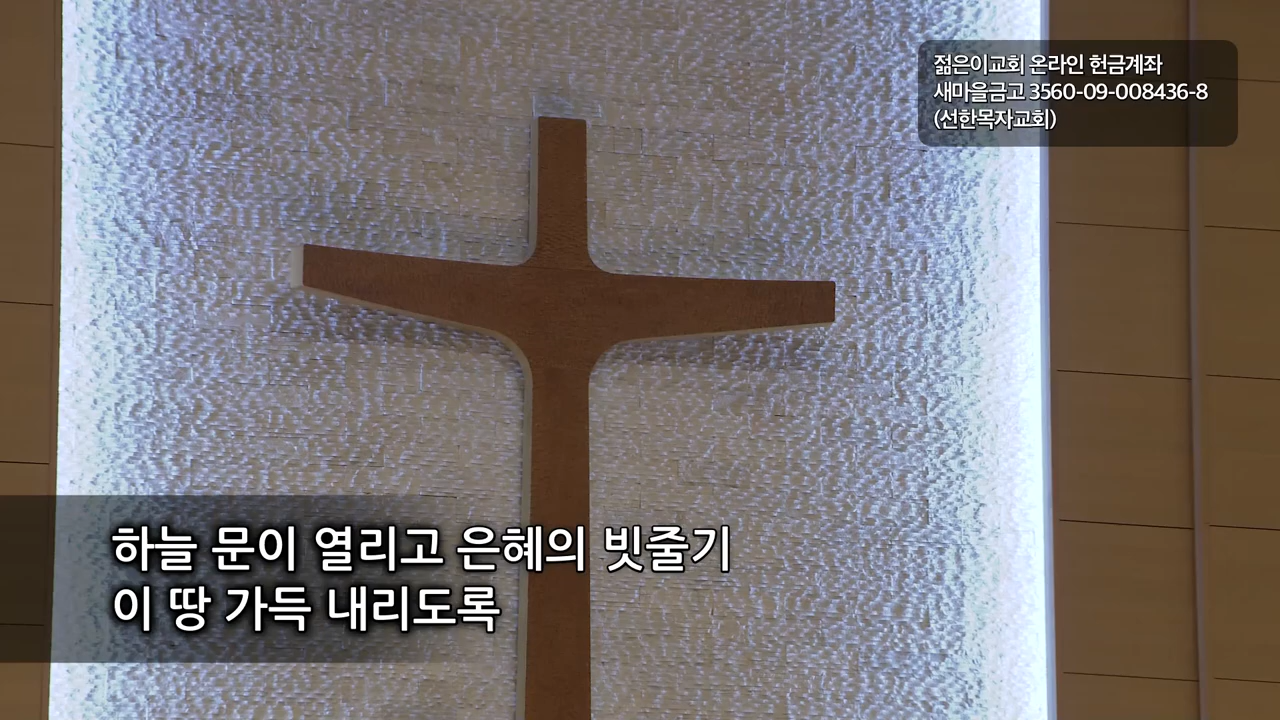 젊은이교회 온라인 헌금계좌
새마을금고 3560-09-008436-8
(선한목자교회)
하늘 문이 열리고 은혜의 빗줄기
이 땅 가득 내리도록